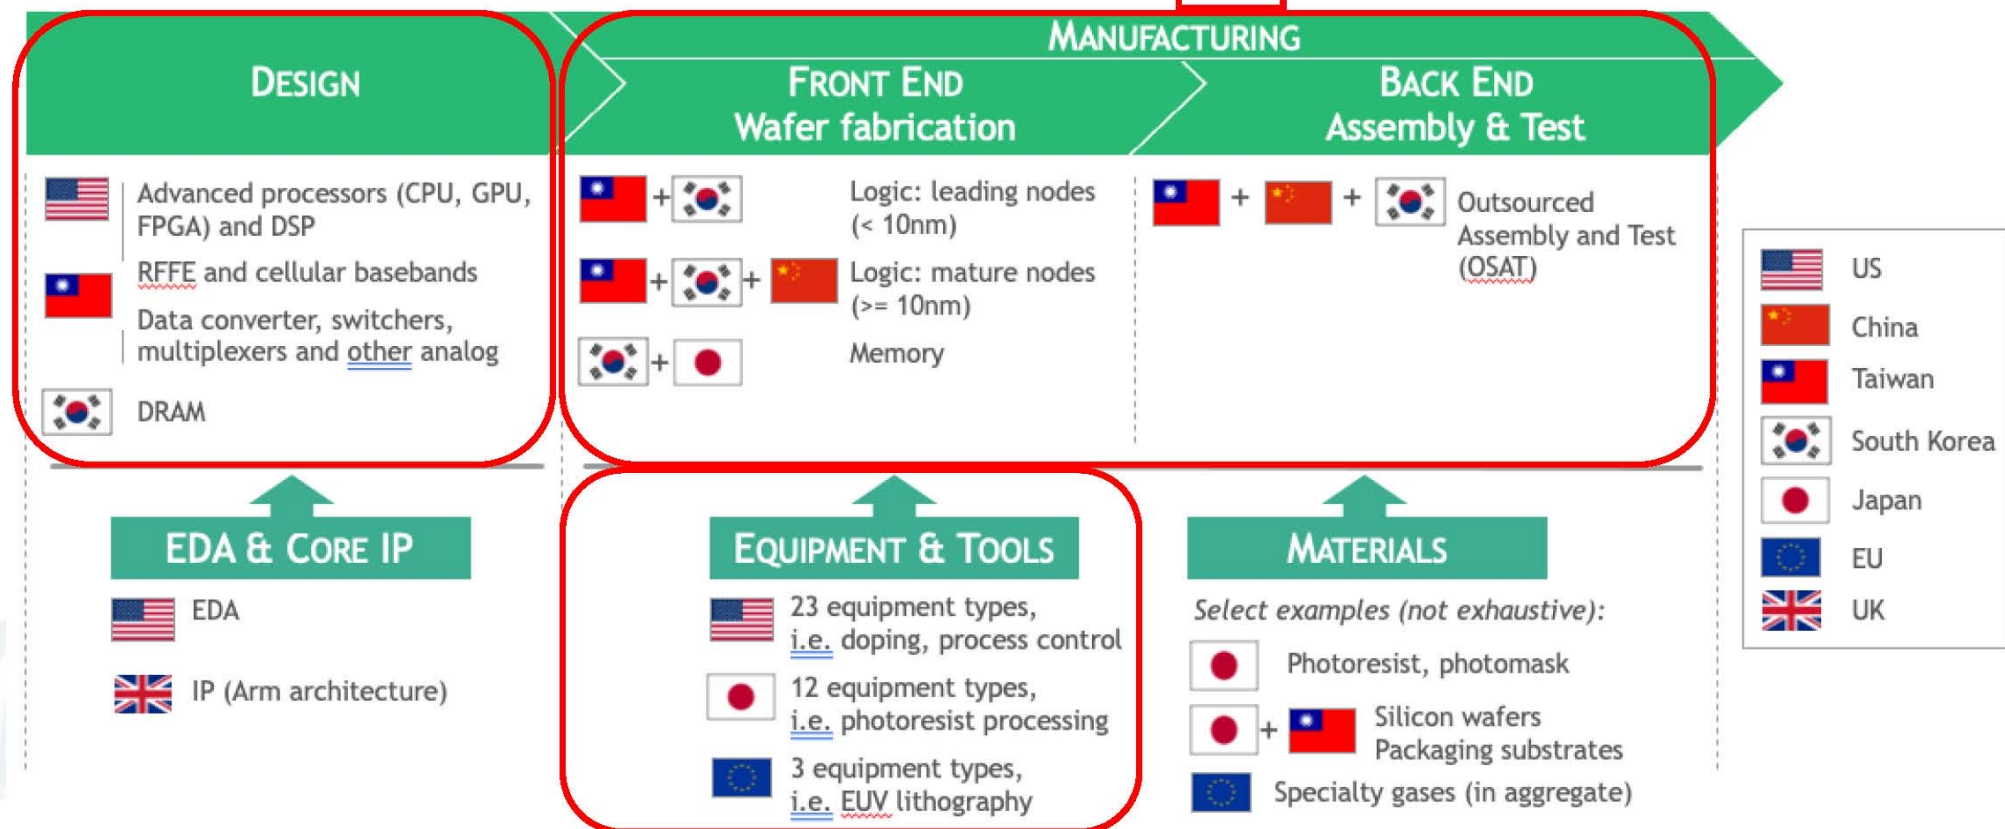 MANUFACTURING
DESIGN
FRONT END
Wafer fabrication
BACK END
Assembly & Test
Advanced processors (CPU, GPU,
FPGA) and DSP
RFFE and cellular basebands
Data converter, switchers,
multiplexers and other analog
DRAM
Logic: leading nodes
(< 10nm)
Logic: mature nodes
(>= 10nm)
Memory
Outsourced
Assembly and Test
(OSAT)
US
China
Taiwan
South Korea
Japan
EU
UK
EDA & CORE IP
EDA
IP (Arm architecture)
EQUIPMENT & TOOLS
23 equipment types,
i.e. doping, process control
12 equipment types,
i.e. photoresist processing
3 equipment types,
i.e. EUV lithography
MATERIALS
Select examples (not exhaustive):
Photoresist, photomask
Silicon wafers
Packaging substrates
Specialty gases (in aggregate)